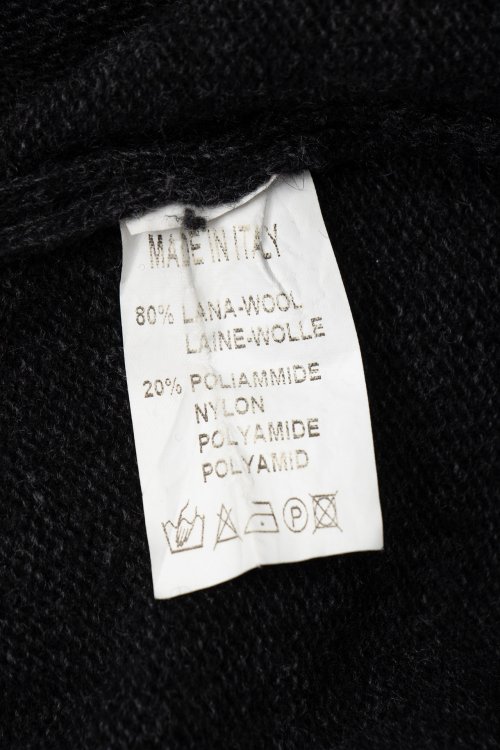 MADE IN ITALY
80% LANA-WOOL
LAINE-WOLLE
20% POLIAMMIDE
NYLON
POLYAMIDE
POLYAMID
P